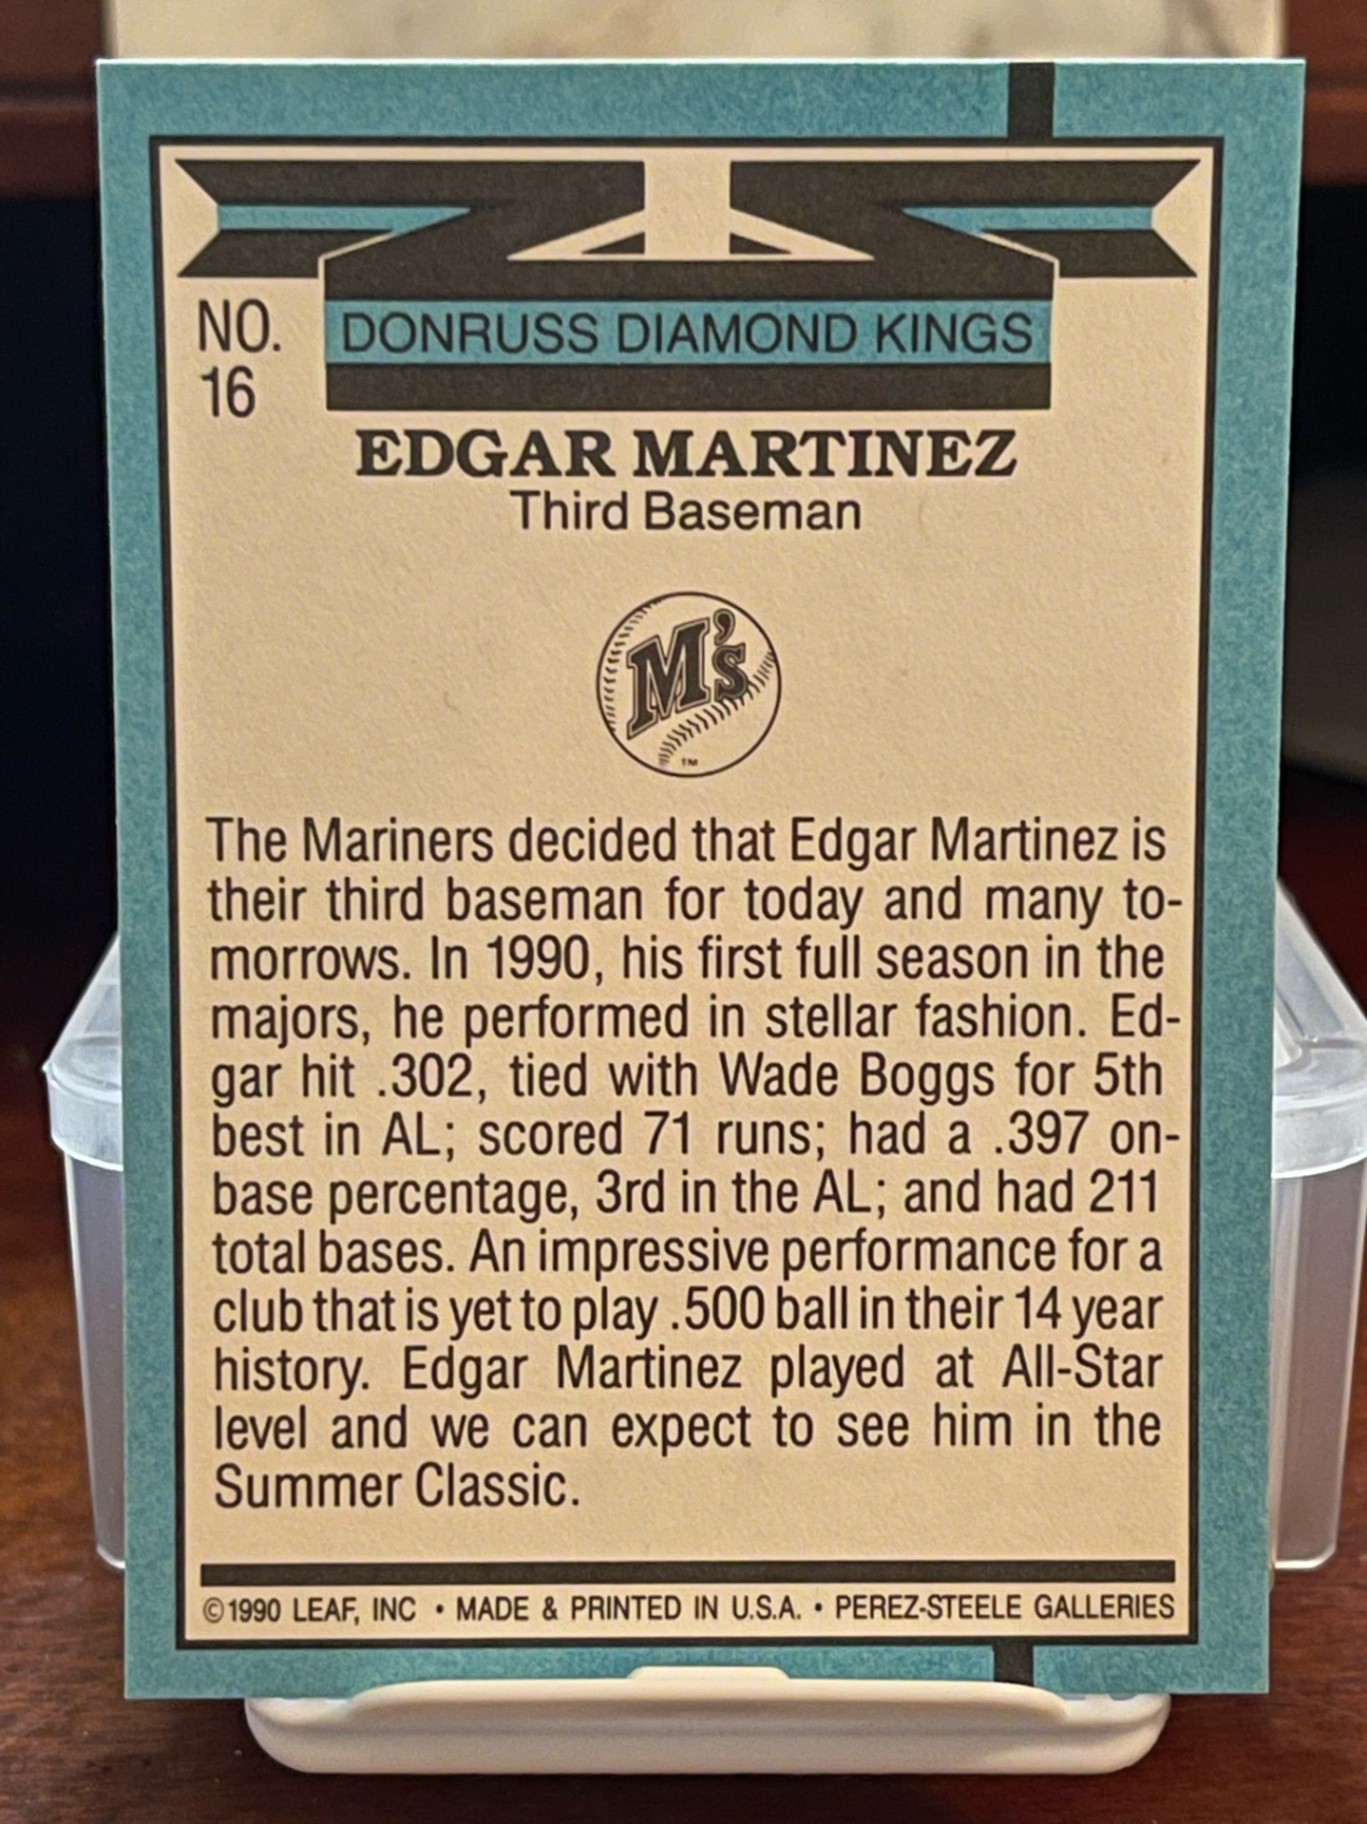 NO.
16
DONRUSS DIAMOND KINGS
EDGAR MARTINEZ
Third Baseman
M's
TM
The Mariners decided that Edgar Martinez is
their third baseman for today and many to-
morrows. In 1990, his first full season in the
majors, he performed in stellar fashion. Ed-
gar hit .302, tied with Wade Boggs for 5th
best in AL; scored 71 runs; had a .397 on-
base percentage, 3rd in the AL; and had 211
total bases. An impressive performance for a
club that is yet to play .500 ball in their 14 year
history. Edgar Martinez played at All-Star
level and we can expect to see him in the
Summer Classic.
©1990 LEAF, INC • MADE & PRINTED IN U.S.A. • PEREZ-STEELE GALLERIES